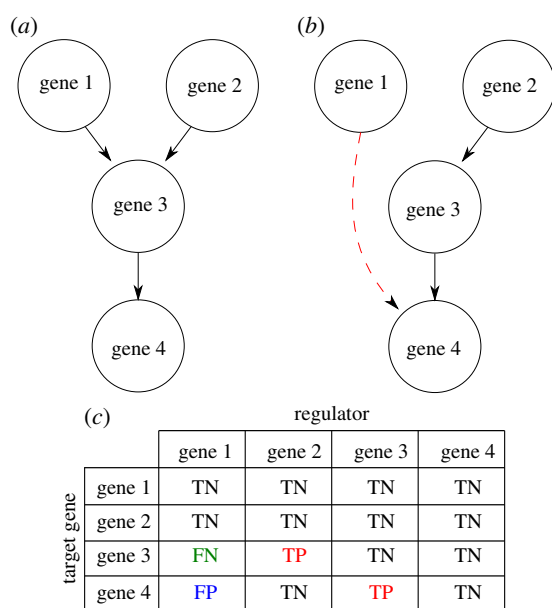 (a)
(b)
gene 1
gene 2
gene 3
gene 4
gene 1
gene 2
gene 3
gene 4
(c)
regulator
gene 1 gene 2 gene 3 gene 4
target gene
gene 1 TN TN TN TN
gene 2 TN TN TN TN
gene 3 FN TP TN TN
gene 4 FP TN TP TN